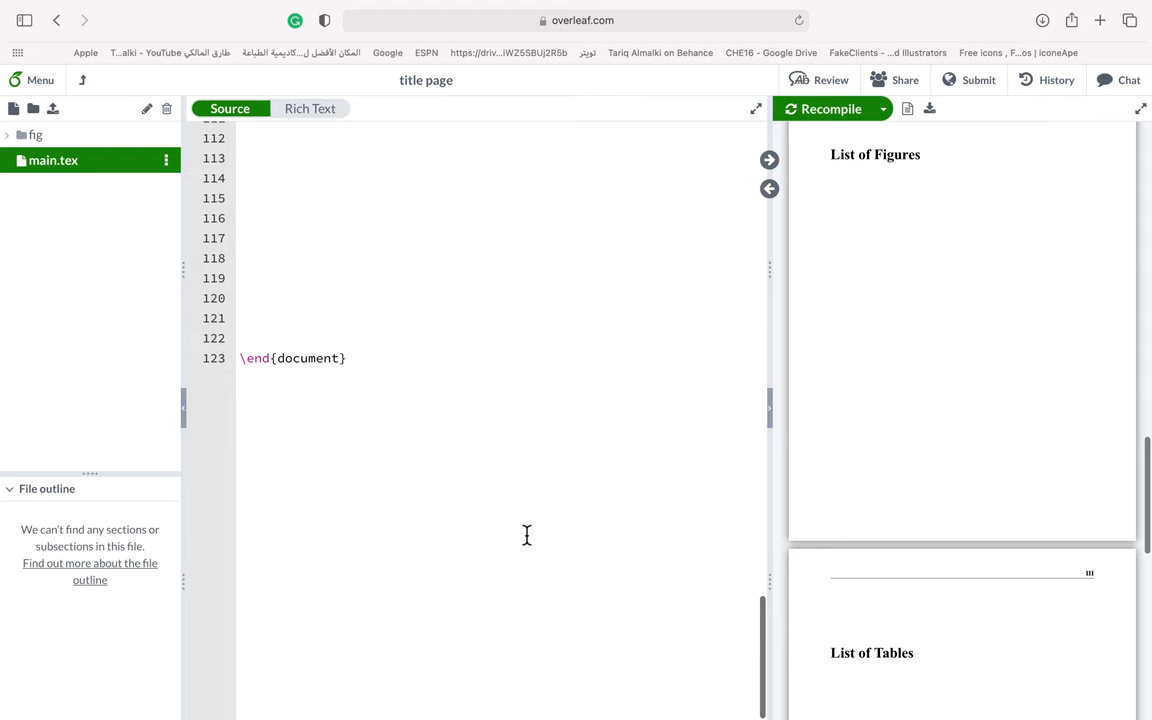 overleaf.com
Apple
طارق المالكي T...alki - YouTube
المكان الأفضل ل...كاديمية الطباعة
Google
ESPN
https://driv...iWZ5SBUj2R5b
تويتر
Tariq Almalki on Behance
CHE16 - Google Drive
FakeClients - ...d Illustrators
Free icons , F...os | iconeApe
Menu
title page
Review
Share
Submit
History
Chat
Source
Rich Text
Recompile
fig
main.tex
112
113
114
115
116
117
118
119
120
121
122
123 \end{document}
File outline
We can't find any sections or
subsections in this file.
Find out more about the file
outline
List of Figures
III
List of Tables